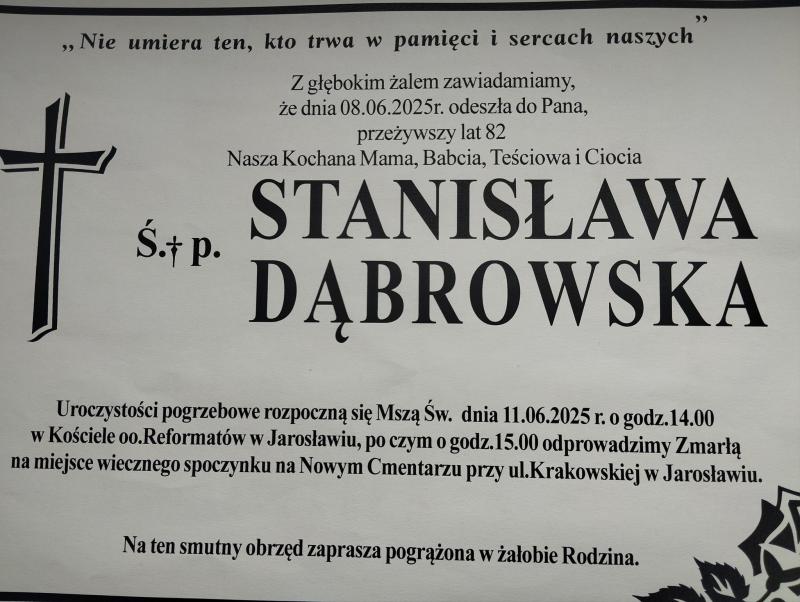 „Nie umiera ten, kto trwa w pamięci i sercach naszych”
Z głębokim żalem zawiadamiamy,
że dnia 08.06.2025r. odeszła do Pana,
przeżywszy lat 82
Nasza Kochana Mama, Babcia, Teściowa i Ciocia
Ś.†p. STANISŁAWA
DĄBROWSKA
Uroczystości pogrzebowe rozpoczną się Mszą Św. dnia 11.06.2025 r. o godz.14.00
w Kościele oo.Reformatów w Jarosławiu, po czym o godz.15.00 odprowadzimy Zmarłą
na miejsce wiecznego spoczynku na Nowym Cmentarzu przy ul.Krakowskiej w Jarosławiu.
Na ten smutny obrzęd zaprasza pogrążona w żałobie Rodzina.